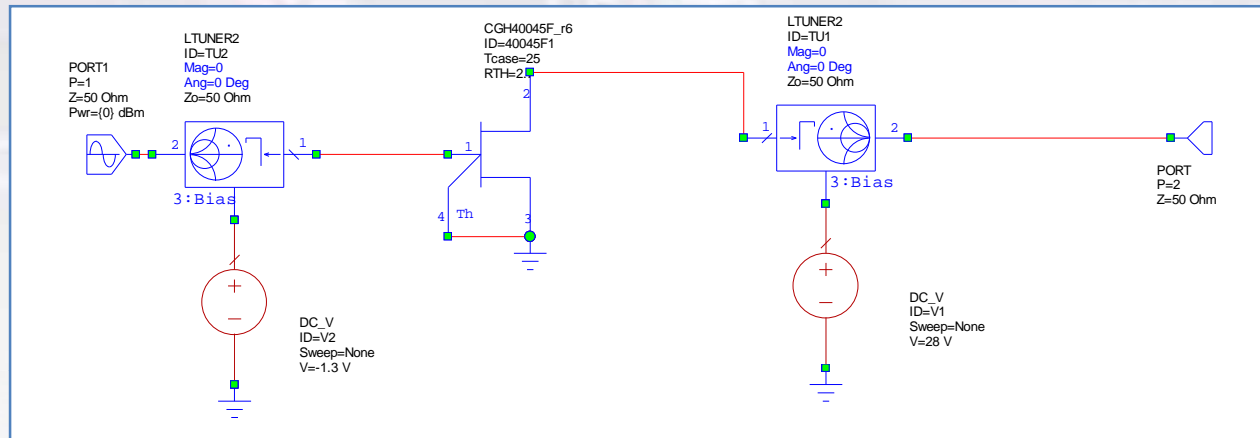 PORT1
P=1
Z=50 Ohm
Pwr={0} dBm
LTUNER2
ID=TU2
Mag=0
Ang=0 Deg
Zo=50 Ohm
2
1
3:Bias
DC_V
ID=V2
Sweep=None
V=-1.3 V
CGH40045F_r6
ID=40045F1
Tcase=25
RTH=2.
2
1
4
Th
3
LTUNER2
ID=TU1
Mag=0
Ang=0 Deg
Zo=50 Ohm
1
2
3:Bias
DC_V
ID=V1
Sweep=None
V=28 V
PORT
P=2
Z=50 Ohm